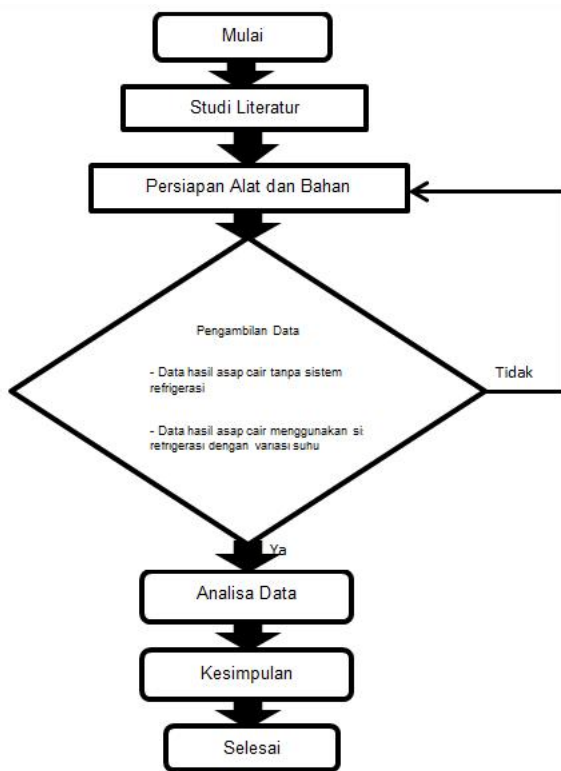 Mulai
Studi Literatur
Persiapan Alat dan Bahan
Pengambilan Data
- Data hasil asap cair tanpa sistem
refrigerasi
Tidak
- Data hasil asap cair menggunakan si
refrigerasi dengan variasi suhu
Ya
Analisa Data
Kesimpulan
Selesai